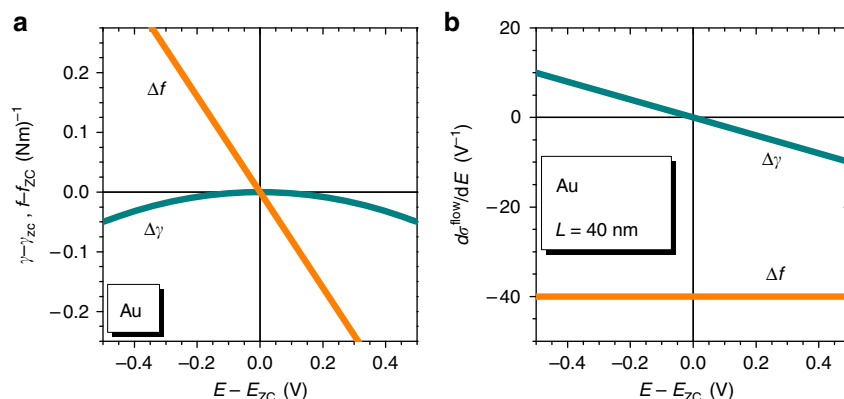 a
γ–γzc , f–fZC (Nm)–1
0.2
0.1
0.0
–0.1
–0.2
Δf
Δγ
Au
–0.4
–0.2
0.0
0.2
0.4
E – EZC (V)
b
dσflow/dE (V–1)
20
0
–20
–40
Δγ
Au
L = 40 nm
Δf
–0.4
–0.2
0.0
0.2
0.4
E – EZC (V)